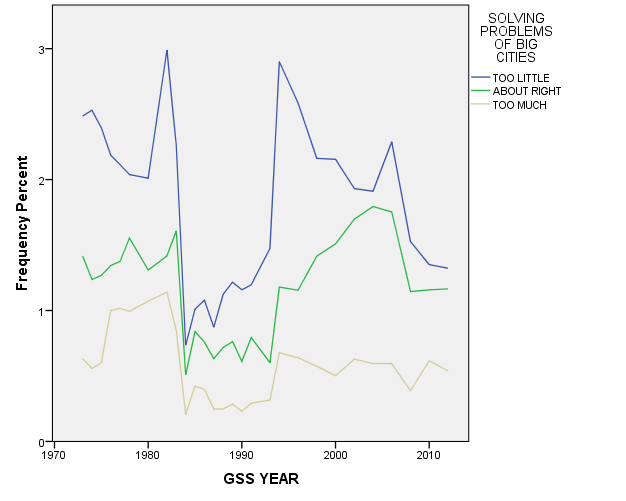 SOLVING
PROBLEMS
OF BIG
CITIES
TOO LITTLE
ABOUT RIGHT
TOO MUCH
Frequency Percent
3
2
1
0
1970 1980 1990 2000 2010
GSS YEAR